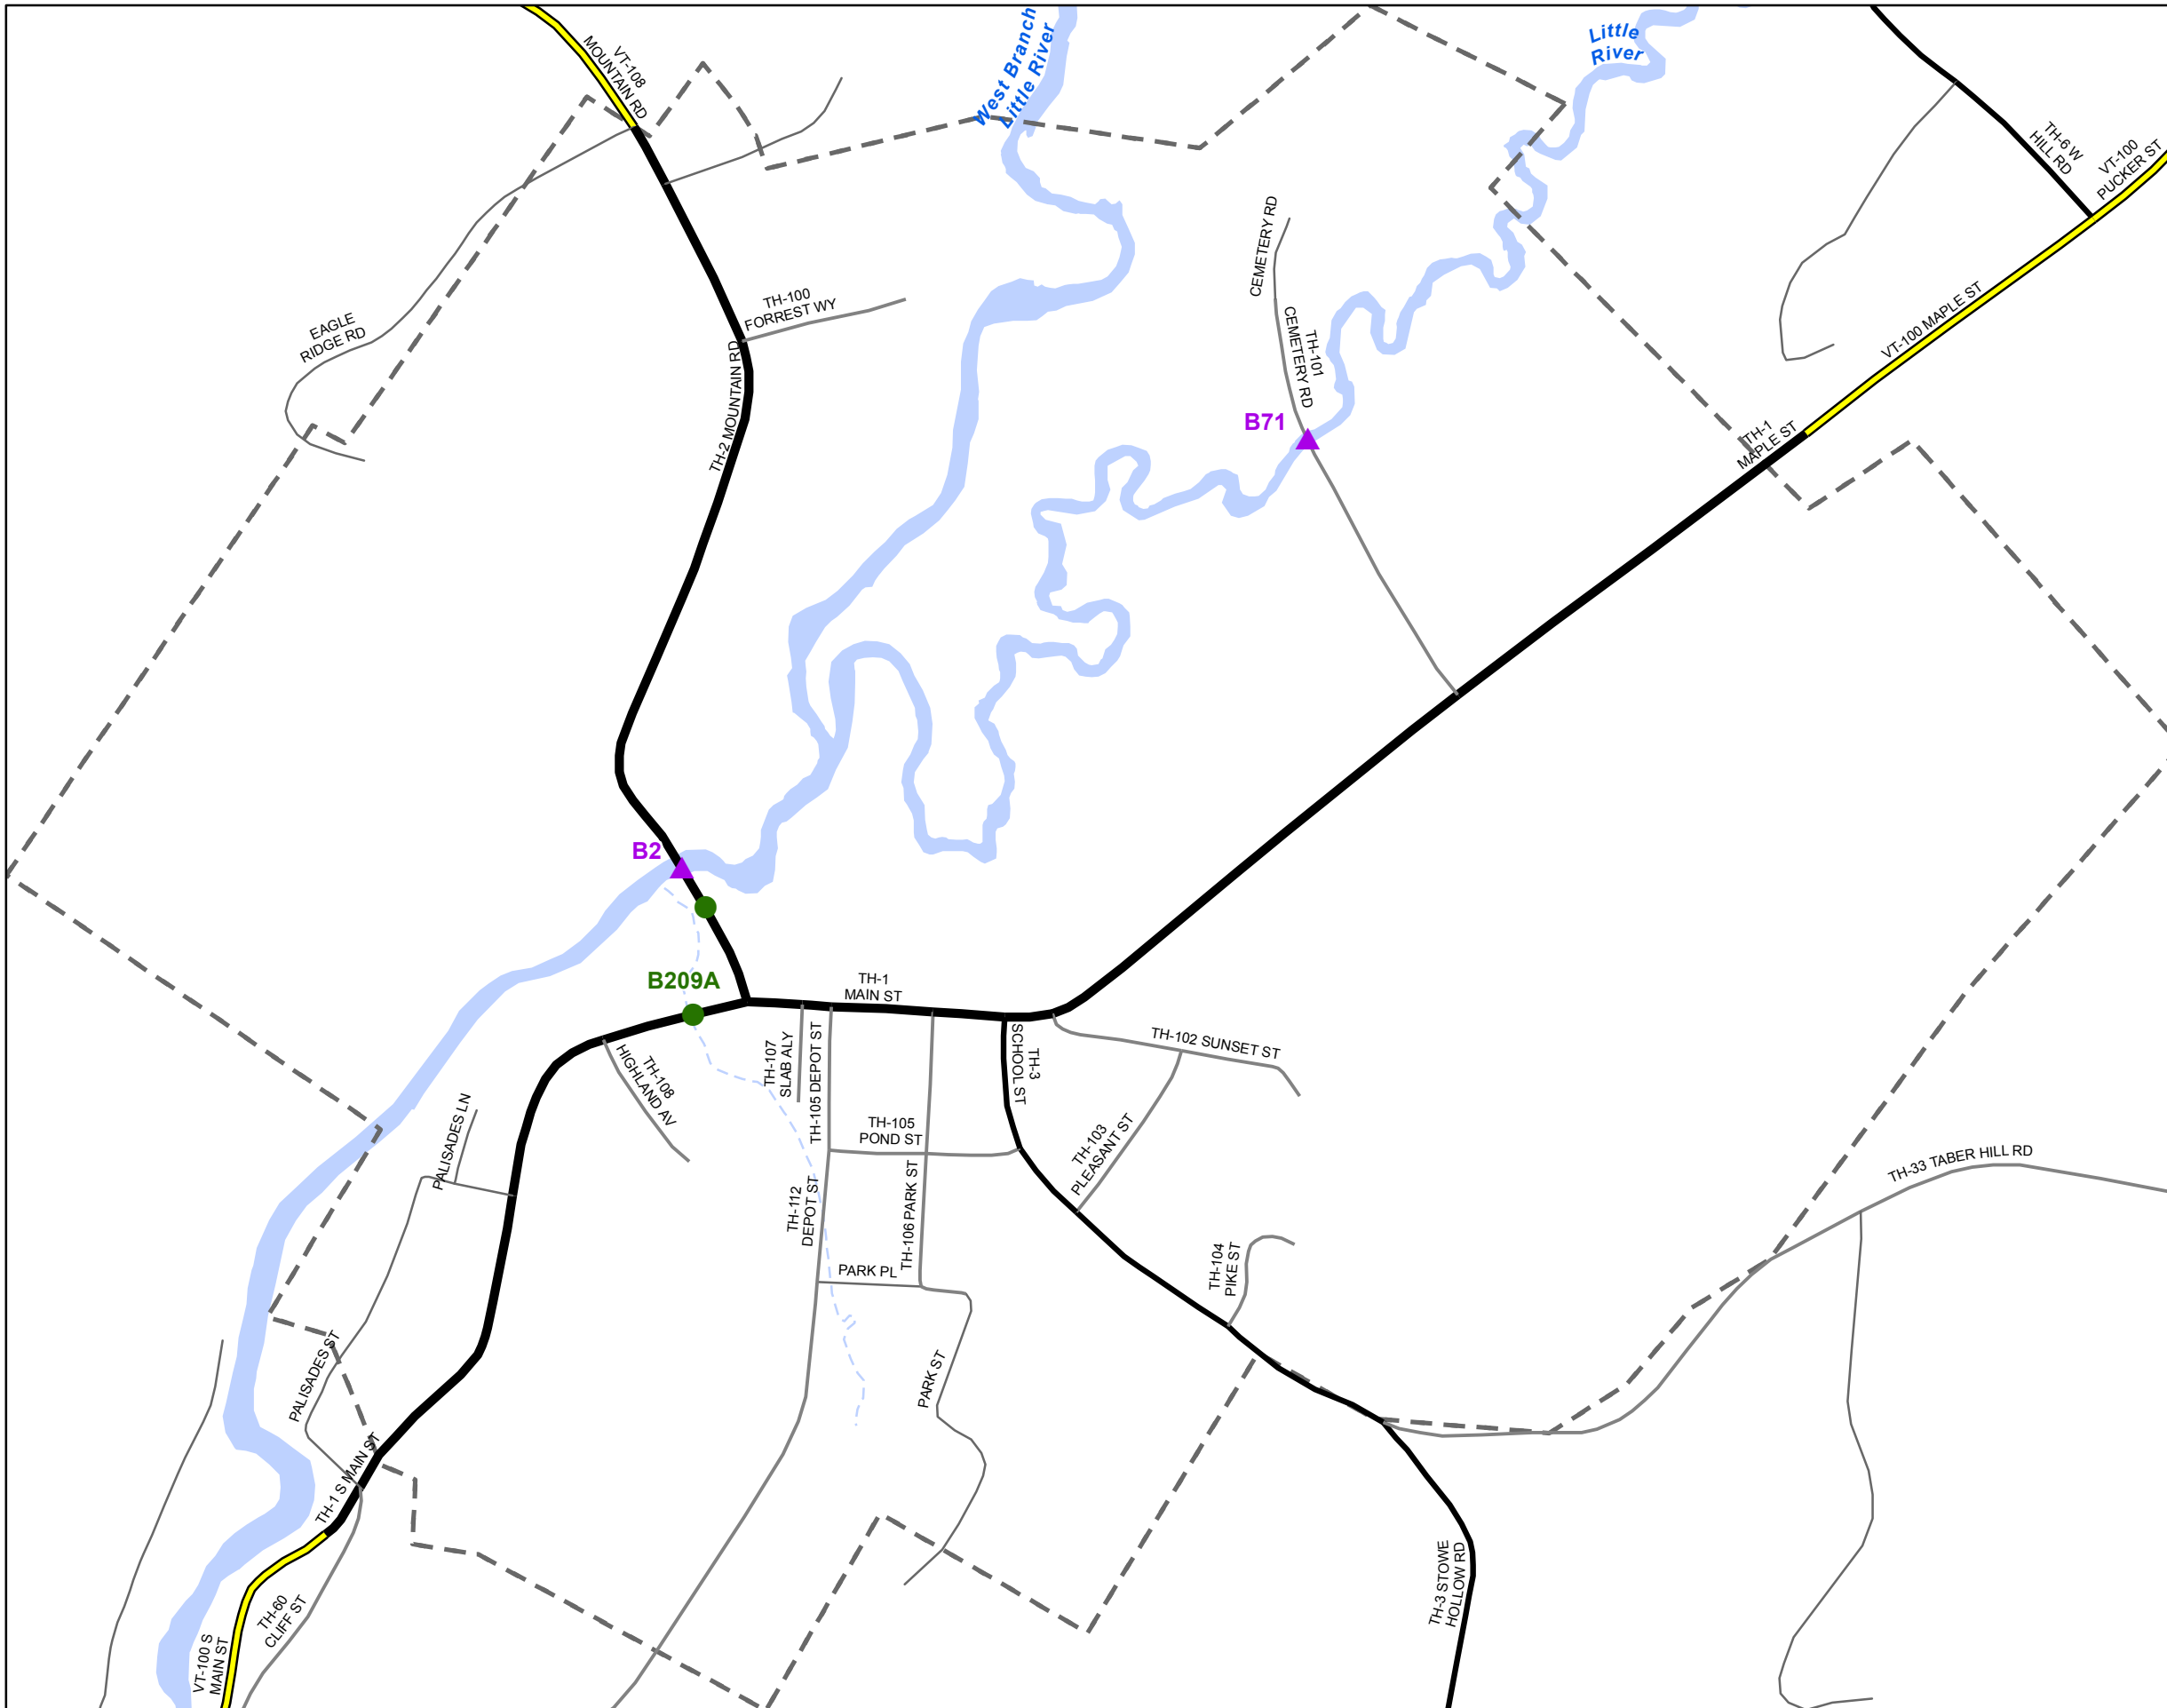 VT-108
MOUNTAIN RD
West Branch
Little River
Little
River
TH-6 W
HILL RD
VT-100
PUCKER ST
CEMETERY RD
EAGLE
RIDGE RD
TH-100
FORREST WY
TH-101
CEMETERY RD
VT-100 MAPLE ST
TH-2 MOUNTAIN RD
B71
TH-1
MAPLE ST
B2
B209A
TH-1
MAIN ST
TH-108
HIGHLAND AV
TH-107
SLAB ALY
TH-105 DEPOT ST
TH-3
SCHOOL ST
TH-102 SUNSET ST
PALISADES LN
TH-105
POND ST
TH-103
PLEASANT ST
TH-33 TABER HILL RD
TH-112
DEPOT ST
TH-106 PARK ST
TH-104
PIKE ST
PARK PL
PALISADES ST
PARK ST
TH-1 S MAIN ST
TH-60
CLIFF ST
VT-100 S
MAIN ST
TH-3 STOWE
HOLLOW RD